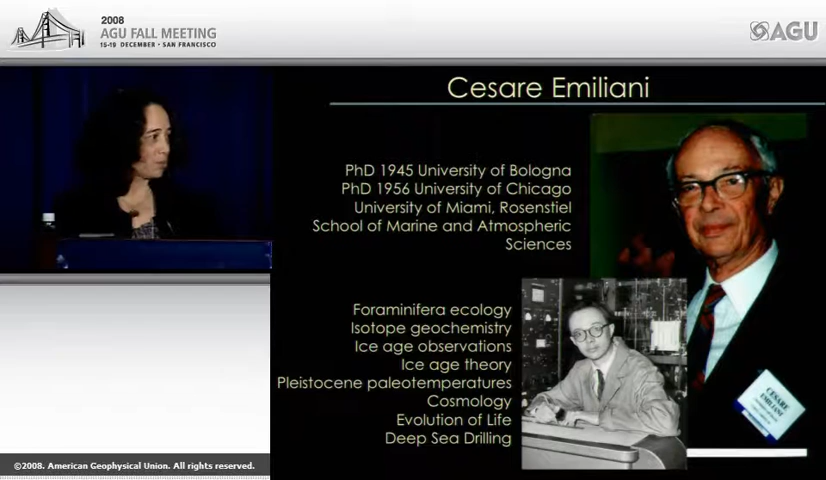 2008
AGU FALL MEETING
15-19 DECEMBER • SAN FRANCISCO
AGU
Cesare Emiliani
PhD 1945 University of Bologna
PhD 1956 University of Chicago
University of Miami, Rosenstiel
School of Marine and Atmospheric
Sciences
Foraminifera ecology
Isotope geochemistry
Ice age observations
Ice age theory
Pleistocene paleotemperatures
Cosmology
Evolution of Life
Deep Sea Drilling
CESARE
EMILIANI
©2008. American Geophysical Union. All rights reserved.